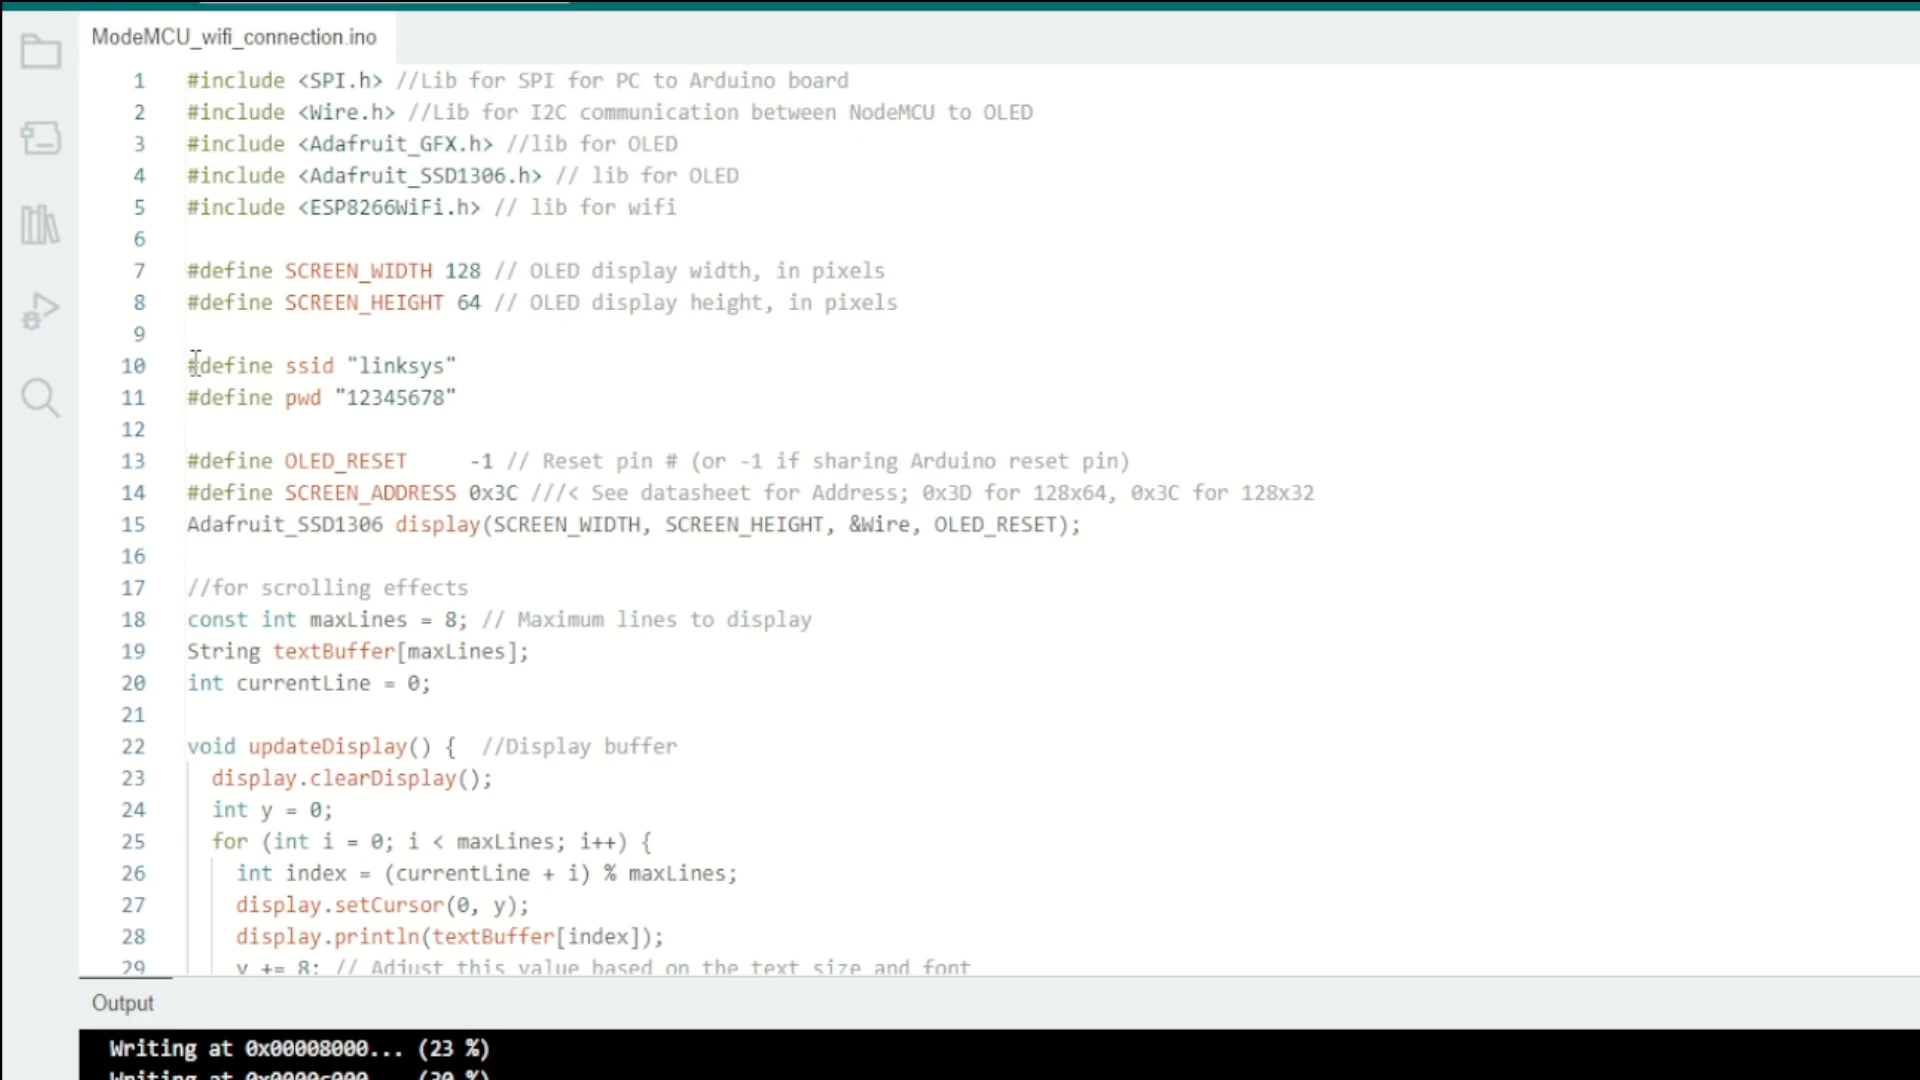 ModeMCU_wifi_connection.ino
1 #include <SPI.h> //Lib for SPI for PC to Arduino board
2 #include <Wire.h> //Lib for I2C communication between NodeMCU to OLED
3 #include <Adafruit_GFX.h> //lib for OLED
4 #include <Adafruit_SSD1306.h> // lib for OLED
5 #include <ESP8266WiFi.h> // lib for wifi
6
7 #define SCREEN_WIDTH 128 // OLED display width, in pixels
8 #define SCREEN_HEIGHT 64 // OLED display height, in pixels
9
10 #define ssid "linksys"
11 #define pwd "12345678"
12
13 #define OLED_RESET     -1 // Reset pin # (or -1 if sharing Arduino reset pin)
14 #define SCREEN_ADDRESS 0x3C ///< See datasheet for Address; 0x3D for 128x64, 0x3C for 128x32
15 Adafruit_SSD1306 display(SCREEN_WIDTH, SCREEN_HEIGHT, &Wire, OLED_RESET);
16
17 //for scrolling effects
18 const int maxLines = 8; // Maximum lines to display
19 String textBuffer[maxLines];
20 int currentLine = 0;
21
22 void updateDisplay() {  //Display buffer
23   display.clearDisplay();
24   int y = 0;
25   for (int i = 0; i < maxLines; i++) {
26     int index = (currentLine + i) % maxLines;
27     display.setCursor(0, y);
28     display.println(textBuffer[index]);
29     y += 8; // Adjust this value based on the text size and font
Output
Writing at 0x00008000... (23 %)
Writing at 0x0000c000... (30 %)